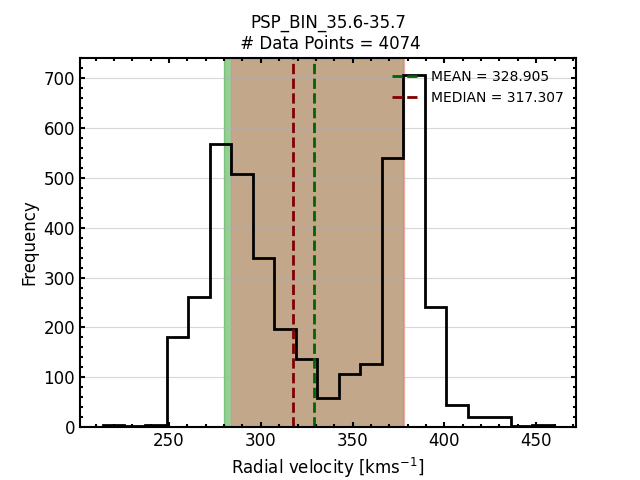 PSP_BIN_35.6-35.7
# Data Points = 4074
MEAN = 328.905
MEDIAN = 317.307
Frequency
700
600
500
400
300
200
100
0
250 300 350 400 450
Radial velocity [kms⁻¹]